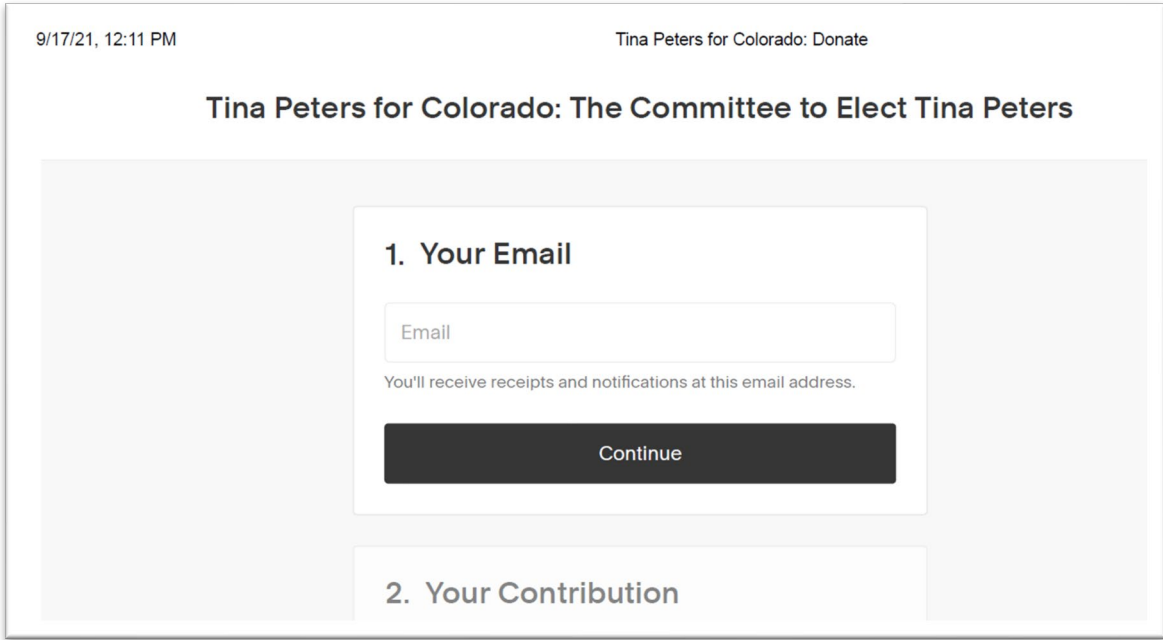 9/17/21, 12:11 PM Tina Peters for Colorado: Donate
Tina Peters for Colorado: The Committee to Elect Tina Peters
1. Your Email
Email
You'll receive receipts and notifications at this email address.
Continue
2. Your Contribution